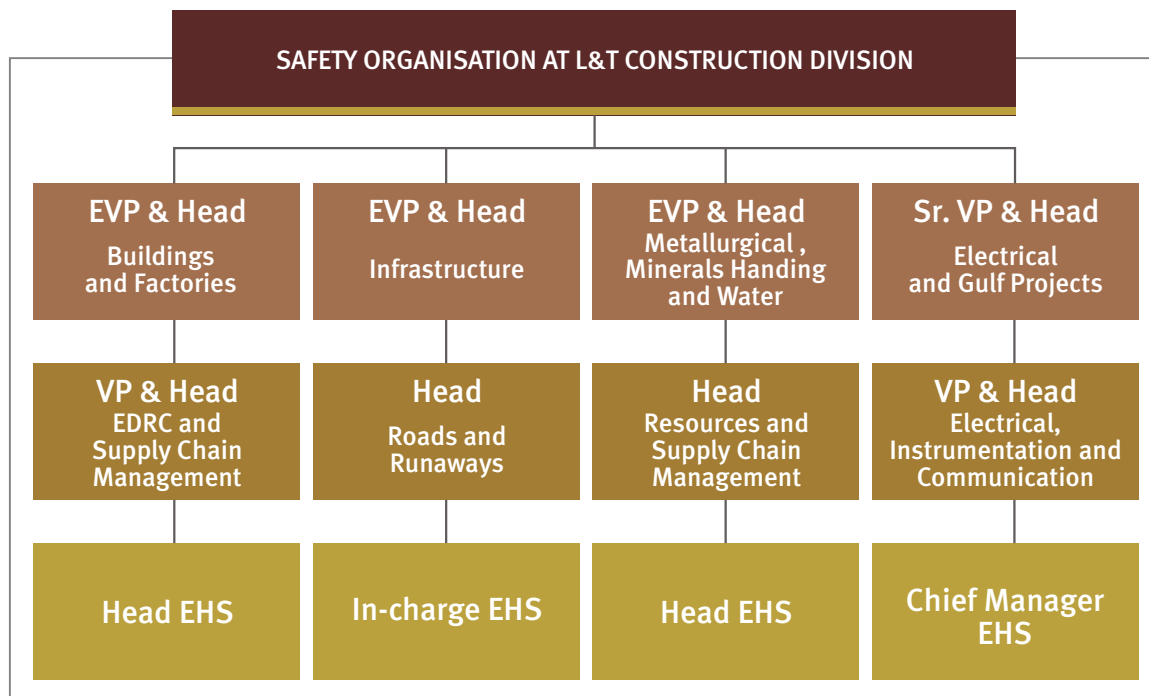 SAFETY ORGANISATION AT L&T CONSTRUCTION DIVISION
EVP & Head
Buildings
and Factories
EVP & Head
Infrastructure
EVP & Head
Metallurgical ,
Minerals Handing
and Water
Sr. VP & Head
Electrical
and Gulf Projects
VP & Head
EDRC and
Supply Chain
Management
Head
Roads and
Runaways
Head
Resources and
Supply Chain
Management
VP & Head
Electrical,
Instrumentation and
Communication
Head EHS
In-charge EHS
Head EHS
Chief Manager
EHS